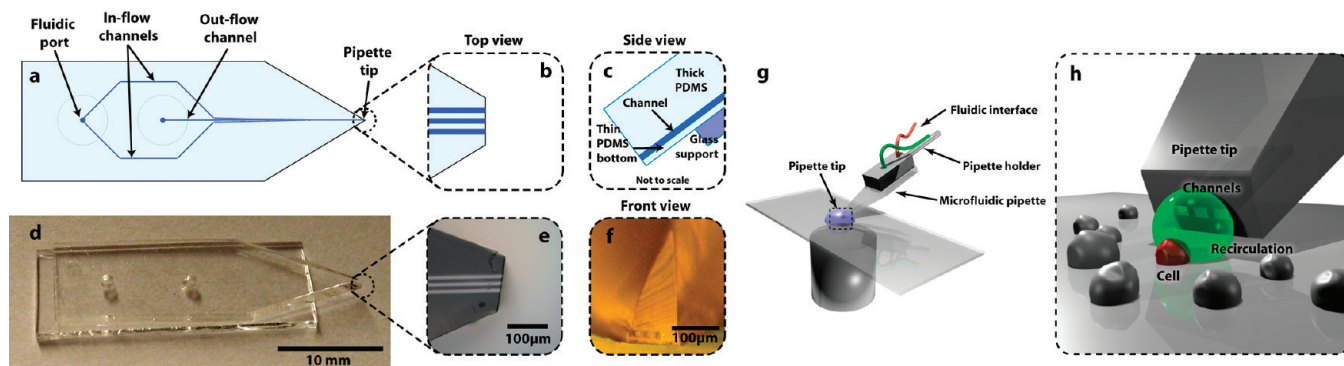 Fluidic
port
In-flow
channels
Out-flow
channel
Pipette
tip
a
Top view
b
Side view
c
Thick
PDMS
Channel
Thin
PDMS
bottom
Glass
support
Not to scale
d
10 mm
e
100µm
Front view
f
100µm
g
Fluidic interface
Pipette holder
Pipette tip
Microfluidic pipette
h
Pipette tip
Channels
Recirculation
Cell